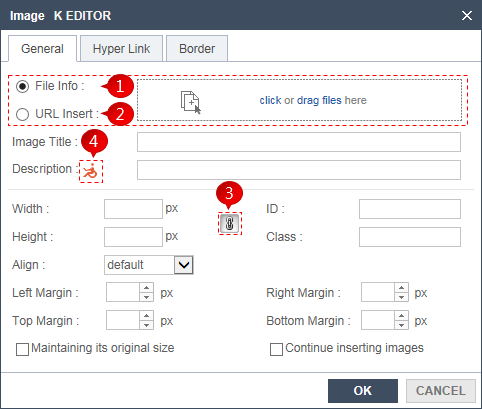 Image K EDITOR
General Hyper Link Border
File Info : 1
click or drag files here
URL Insert : 2
4
Image Title :
Description :
3
Width : px ID :
Height : px Class :
Align : default
Left Margin : px Right Margin : px
Top Margin : px Bottom Margin : px
Maintaining its original size Continue inserting images
OK CANCEL